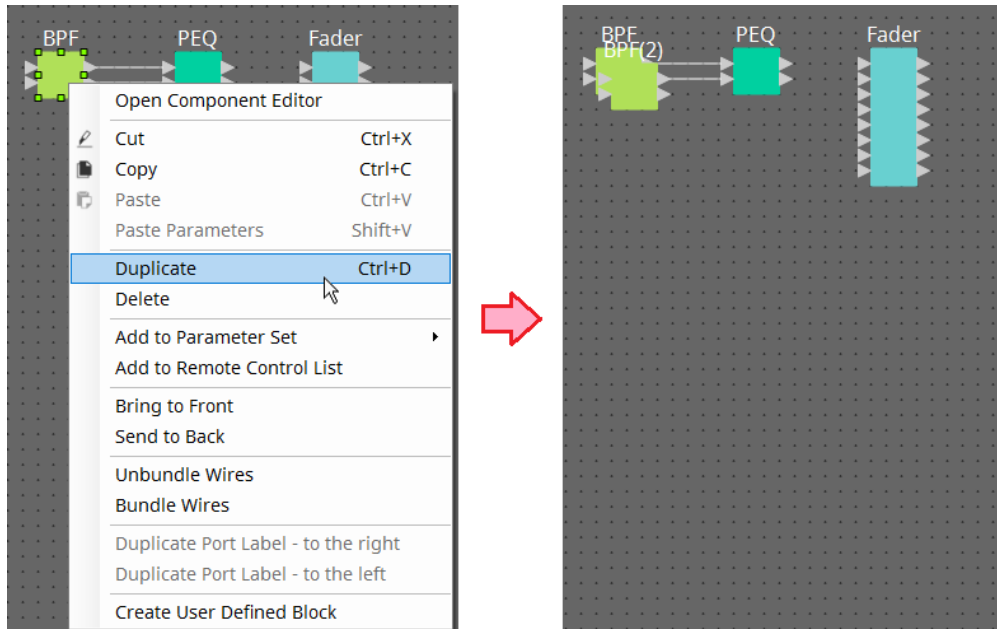 BPF PEQ Fader
Open Component Editor
Cut Ctrl+X
Copy Ctrl+C
Paste Ctrl+V
Paste Parameters Shift+V
Duplicate Ctrl+D
Delete
Add to Parameter Set
Add to Remote Control List
Bring to Front
Send to Back
Unbundle Wires
Bundle Wires
Duplicate Port Label - to the right
Duplicate Port Label - to the left
Create User Defined Block
BPF PEQ Fader
BPF(2)